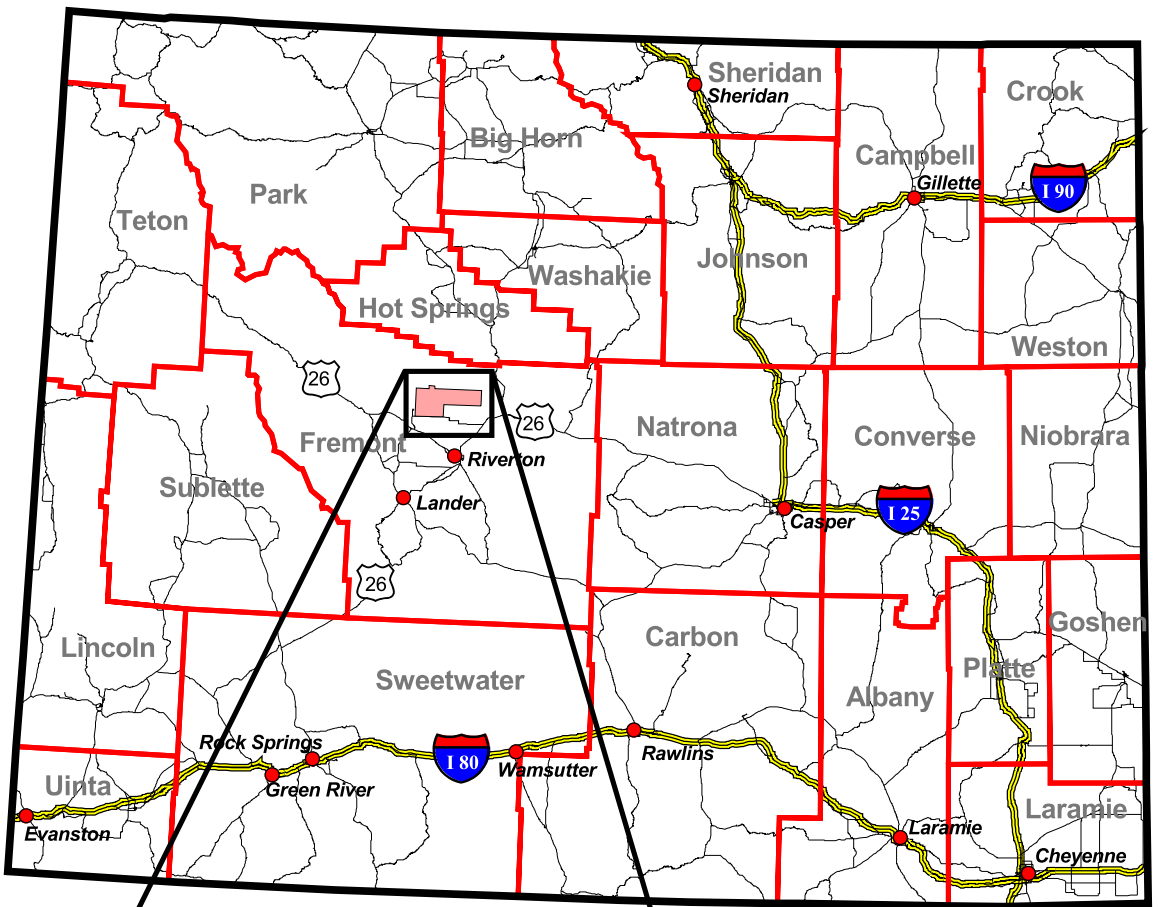 Sheridan
Sheridan
Crook
Big Horn
Campbell
Gillette
I 90
Park
Teton
Johnson
Washakie
Hot Springs
Weston
26
26
Natrona
Converse
Niobrara
Fremont
Riverton
Sublette
Lander
Casper
I 25
26
Goshen
Carbon
Lincoln
Platte
Sweetwater
Albany
Rock Springs
Rawlins
I 80
Wamsutter
Uinta
Green River
Laramie
Evanston
Laramie
Cheyenne